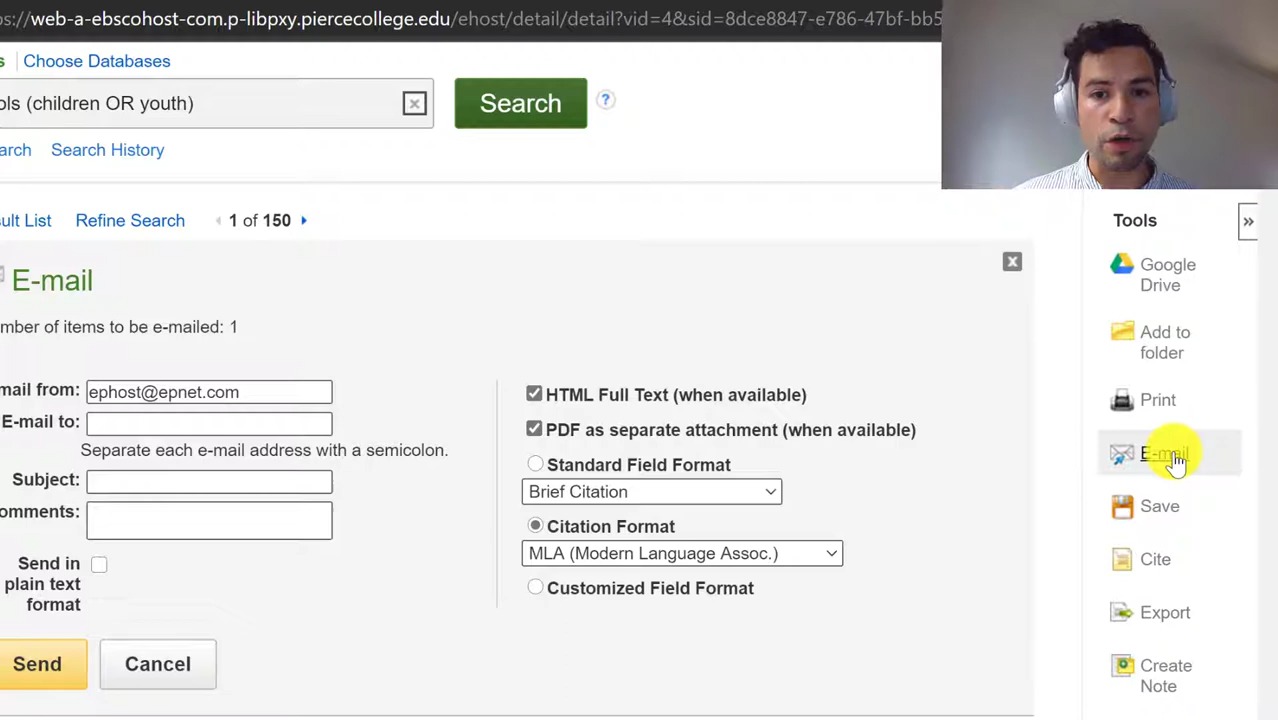 s://web-a-ebscohost-com.p-libpxy.piercecollege.edu/ehost/detail/detail?vid=4&sid=8dce8847-e786-47bf-bb5
s Choose Databases
ols (children OR youth)
Search
?
arch Search History
ult List Refine Search 1 of 150
Tools
»
E-mail
mber of items to be e-mailed: 1
mail from: ephost@epnet.com
E-mail to:
Separate each e-mail address with a semicolon.
Subject:
omments:
Send in
plain text
format
Send
Cancel
HTML Full Text (when available)
PDF as separate attachment (when available)
Standard Field Format
Brief Citation
Citation Format
MLA (Modern Language Assoc.)
Customized Field Format
Google
Drive
Add to
folder
Print
E-mail
Save
Cite
Export
Create
Note